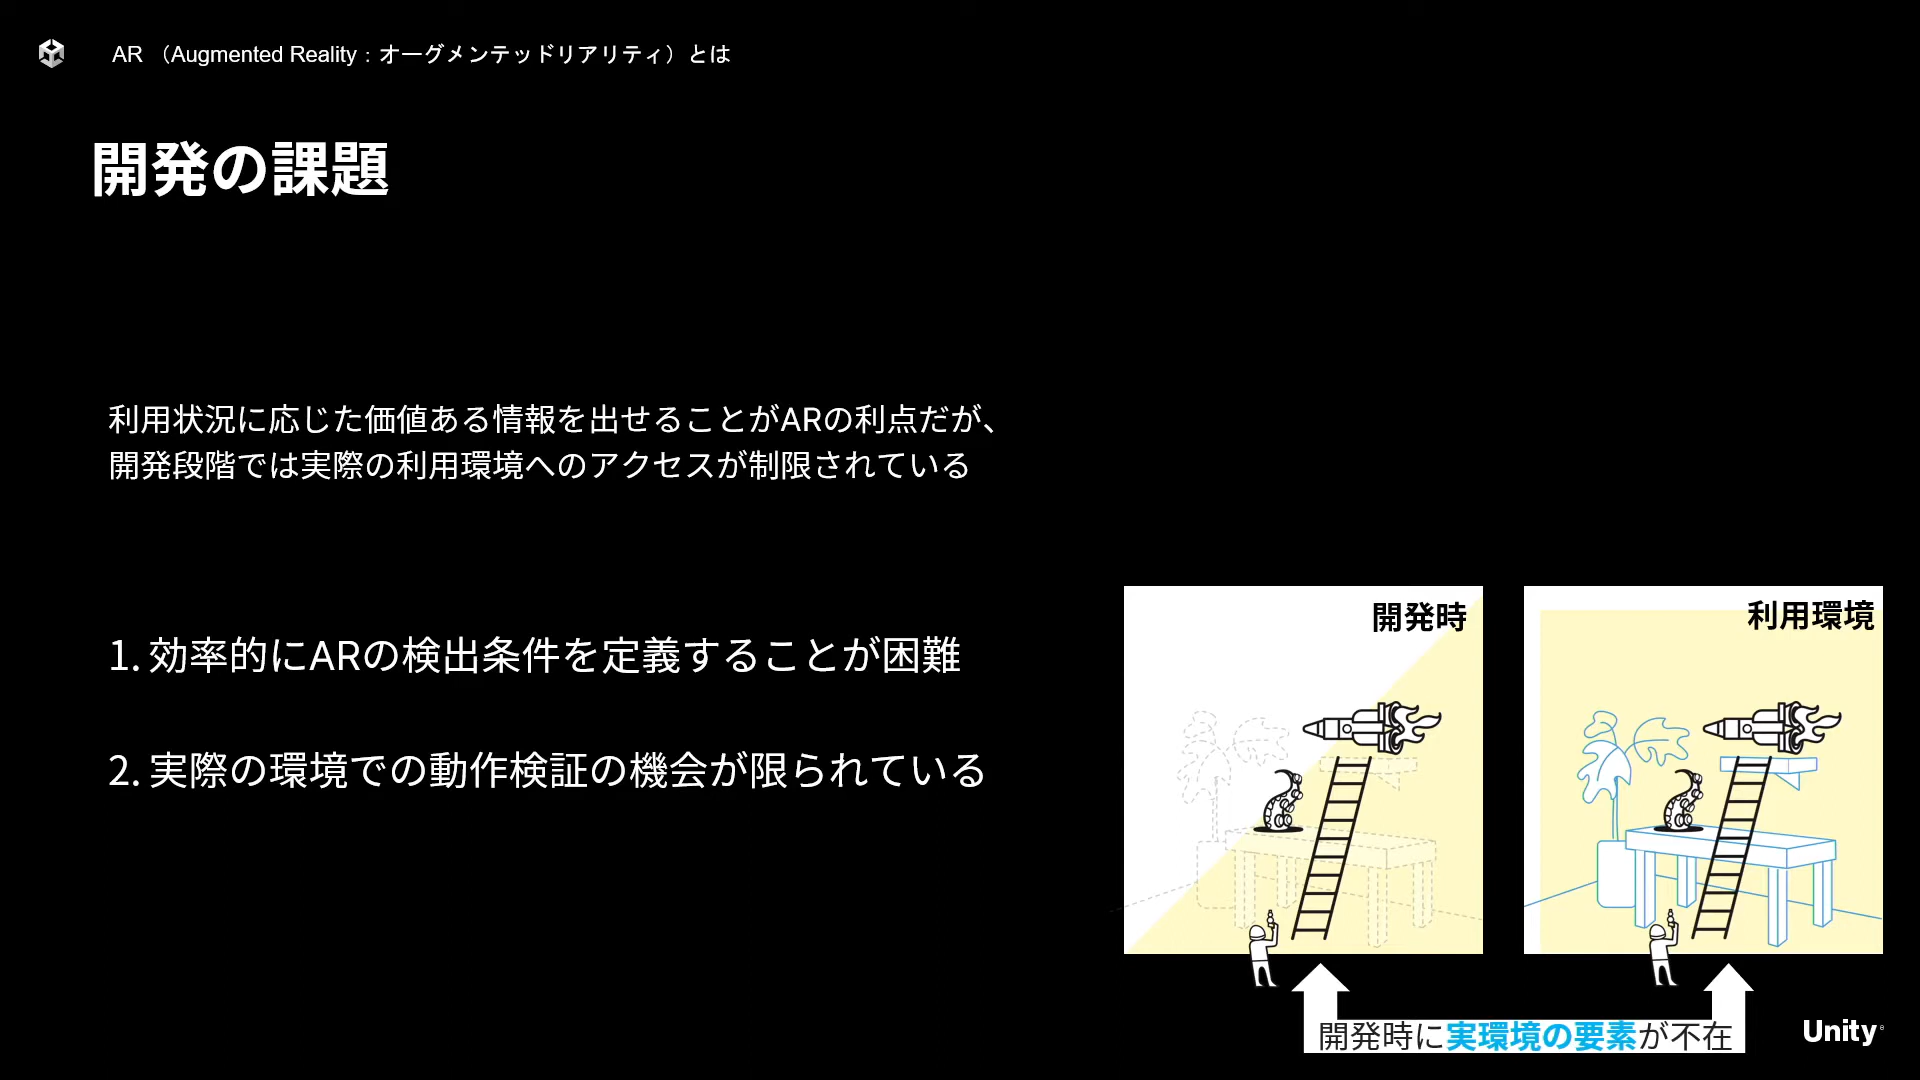 AR （Augmented Reality：オーグメンテッドリアリティ）とは
開発の課題
利用状況に応じた価値ある情報を出せることがARの利点だが、
開発段階では実際の利用環境へのアクセスが制限されている
1. 効率的にARの検出条件を定義することが困難
2. 実際の環境での動作検証の機会が限られている
開発時
利用環境
開発時に実環境の要素が不在
Unity